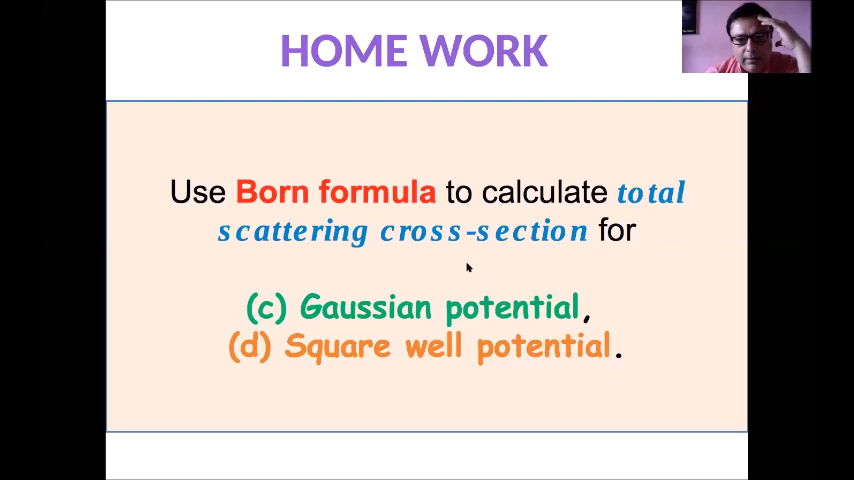 HOME WORK
Use Born formula to calculate total
scattering cross-section for
(c) Gaussian potential,
(d) Square well potential.